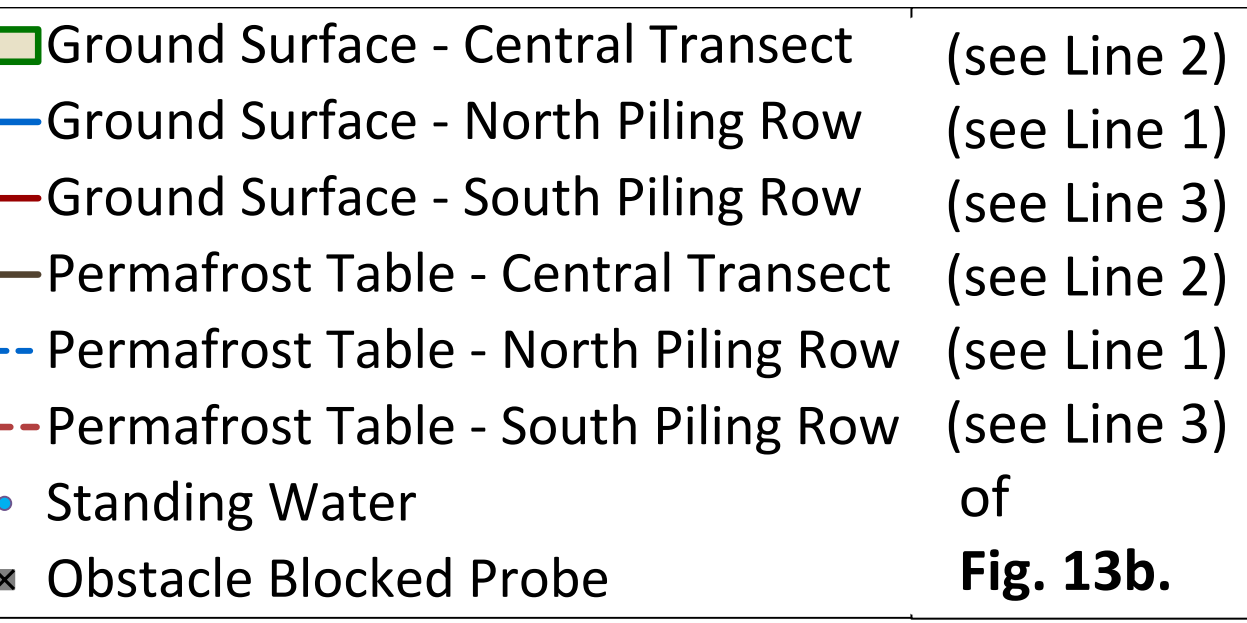 Ground Surface - Central Transect (see Line 2)
Ground Surface - North Piling Row (see Line 1)
Ground Surface - South Piling Row (see Line 3)
Permafrost Table - Central Transect (see Line 2)
Permafrost Table - North Piling Row (see Line 1)
Permafrost Table - South Piling Row (see Line 3)
Standing Water of
Obstacle Blocked Probe Fig. 13b.